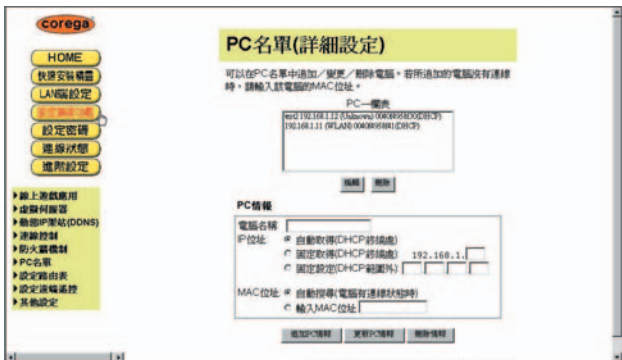 corega
HOME
快速安裝精靈
LAN端設定
設定密碼
連線狀態
進階設定
線上遊戲應用
虛擬伺服器
動態IP架站(DDNS)
連線控制
防火牆機制
PC名單
設定路由表
設定遠端遙控
其他設定
PC名單(詳細設定)
可以在PC名單中追加／變更／刪除電腦。若所追加的電腦沒有連線
時，請輸入該電腦的MAC位址。
PC一欄表
192.168.1.12 (Unknown) (DHCP)
192.168.1.11 (WLAN) (DHCP)
編輯 刪除
PC情報
電腦名稱
IP位址 自動取得(DHCP終端處)
固定取得(DHCP終端處) 192.168.1.
固定設定(DHCP範圍外)
MAC位址 自動搜尋(電腦有連線狀態時)
輸入MAC位址
追加PC情報 更新PC情報 刪除情報